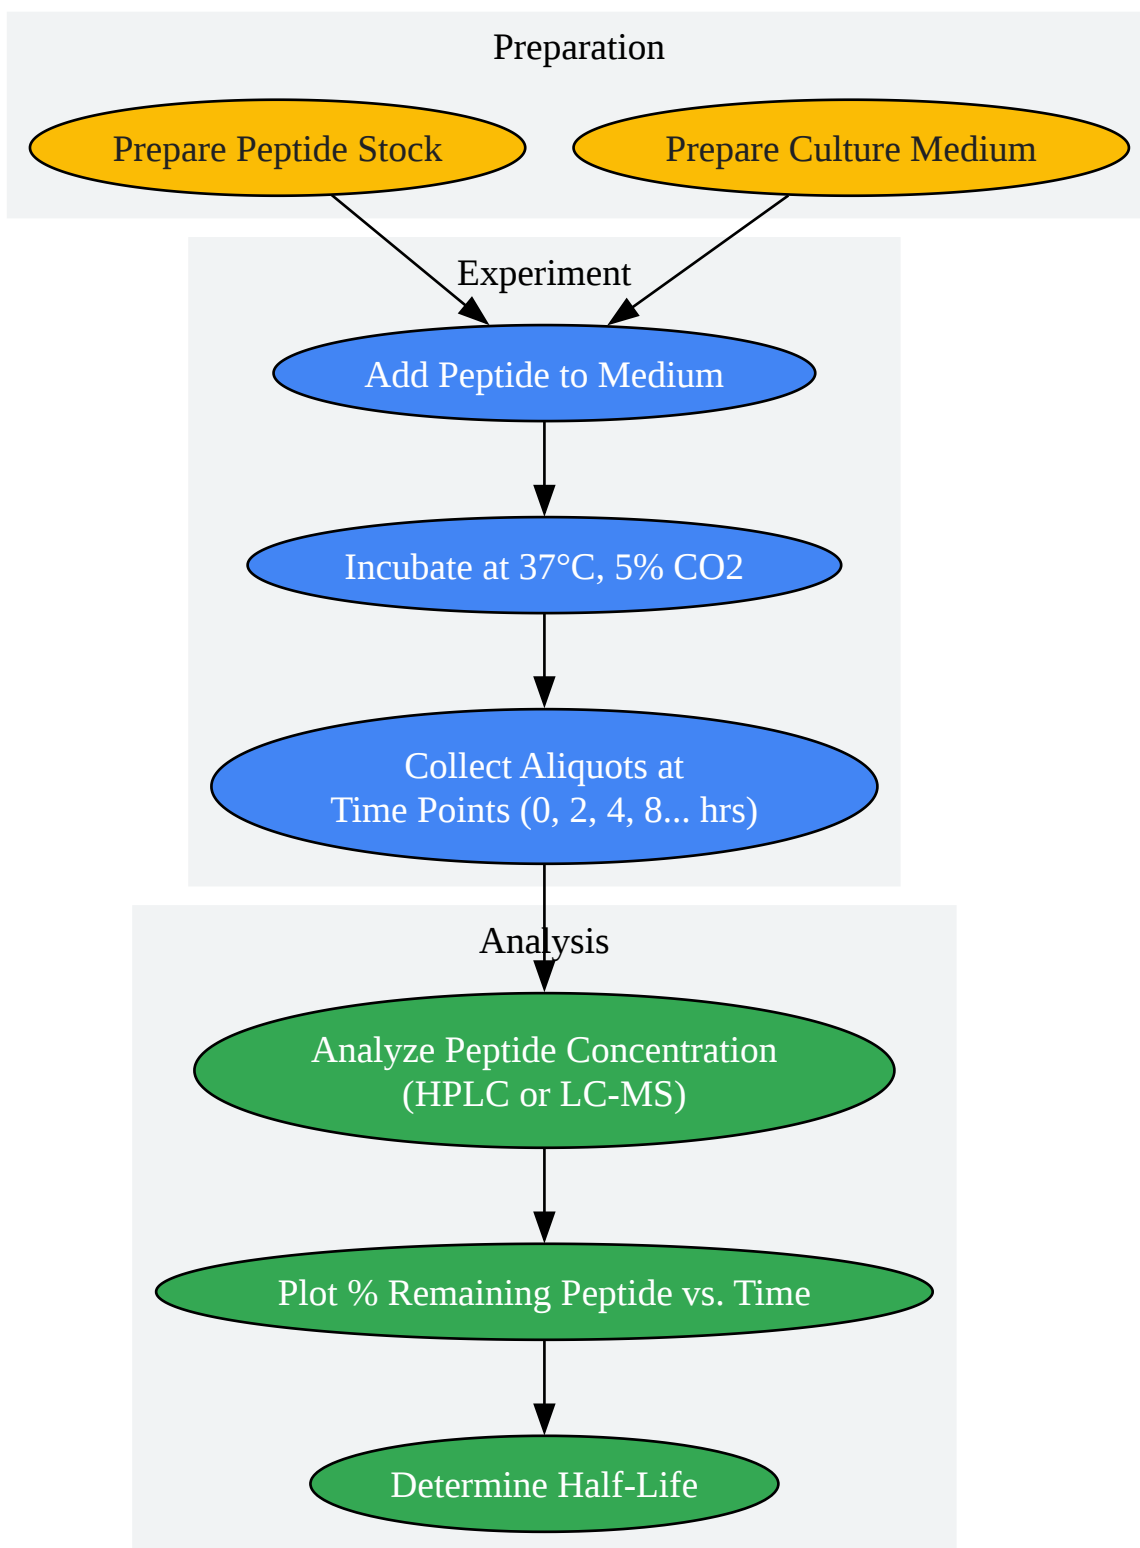 Preparation
Prepare Peptide Stock
Prepare Culture Medium
Experiment
Add Peptide to Medium
Incubate at 37°C, 5% CO2
Collect Aliquots at
Time Points (0, 2, 4, 8... hrs)
Analysis
Analyze Peptide Concentration
(HPLC or LC-MS)
Plot % Remaining Peptide vs. Time
Determine Half-Life